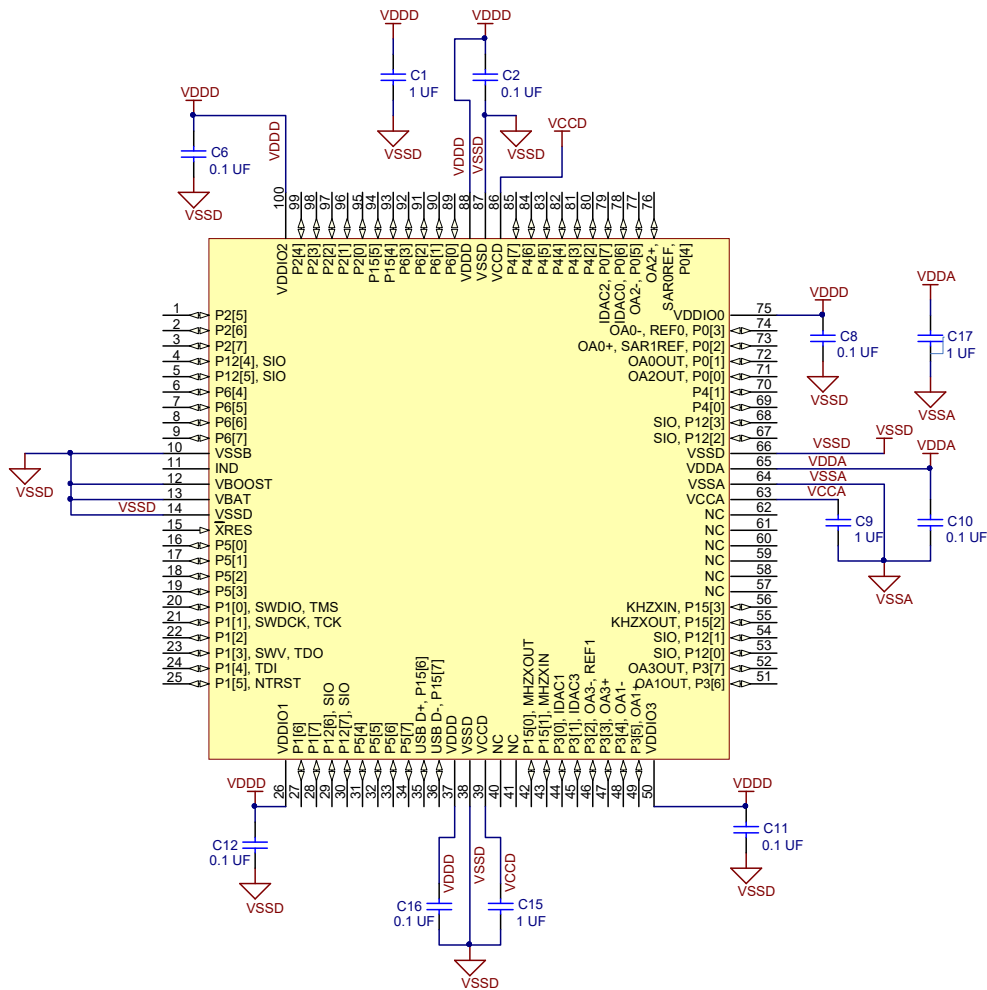 VDDD
VDDD
C1
1 UF
C2
0.1 UF
VDDD
VCCD
C6
0.1 UF
VDDD
VDDD
VSSD
VSSD
VSSD
VSSD
100
99
98
97
96
95
94
93
92
91
90
89
88
87
86
85
84
83
82
81
80
79
78
77
76
VDDIO2
P2[4]
P2[3]
P2[2]
P2[1]
P2[0]
P15[5]
P15[4]
P6[3]
P6[2]
P6[1]
P6[0]
VDDD
VSSD
VCCD
P4[7]
P4[6]
P4[5]
P4[4]
P4[3]
P4[2]
IDAC2, P0[7]
IDAC0, P0[6]
OA2-, P0[5]
OA2+,
SAR0REF,
P0[4]
1 P2[5]
2 P2[6]
3 P2[7]
4 P12[4], SIO
5 P12[5], SIO
6 P6[4]
7 P6[5]
8 P6[6]
9 P6[7]
10 VSSB
11 IND
12 VBOOST
13 VBAT
VSSD 14 VSSD
15 XRES
16 P5[0]
17 P5[1]
18 P5[2]
19 P5[3]
20 P1[0], SWDIO, TMS
21 P1[1], SWDCK, TCK
22 P1[2]
23 P1[3], SWV, TDO
24 P1[4], TDI
25 P1[5], NTRST
VSSD
VDDIO0 75
OA0-, REF0, P0[3] 74
OA0+, SAR1REF, P0[2] 73
OA0OUT, P0[1] 72
OA2OUT, P0[0] 71
P4[1] 70
P4[0] 69
SIO, P12[3] 68
SIO, P12[2] 67
VSSD 66 VSSD
VDDA 65 VDDA
VSSA 64 VSSA
VCCA 63 VCCA
NC 62
NC 61
NC 60
NC 59
NC 58
NC 57
KHZXIN, P15[3] 56
KHZXOUT, P15[2] 55
SIO, P12[1] 54
SIO, P12[0] 53
OA3OUT, P3[7] 52
OA1OUT, P3[6] 51
VDDD
C8
0.1 UF
VSSD
VDDA
C17
1 UF
VSSA
VSSD
VDDA
C9
1 UF
C10
0.1 UF
VSSA
VDDIO1
P1[6]
P1[7]
P12[6], SIO
P12[7], SIO
P5[4]
P5[5]
P5[6]
P5[7]
USB D+, P15[6]
USB D-, P15[7]
VDDD
VSSD
VCCD
NC
NC
P15[0], MHZXOUT
P15[1], MHZXIN
P3[0], IDAC1
P3[1], IDAC3
P3[2], OA3-, REF1
P3[3], OA3+
P3[4], OA1-
P3[5], OA1+
VDDIO3
26
27
28
29
30
31
32
33
34
35
36
37
38
39
40
41
42
43
44
45
46
47
48
49
50
VDDD
C12
0.1 UF
VSSD
VDDD
VSSD
VCCD
C16
0.1 UF
C15
1 UF
VSSD
VDDD
C11
0.1 UF
VSSD